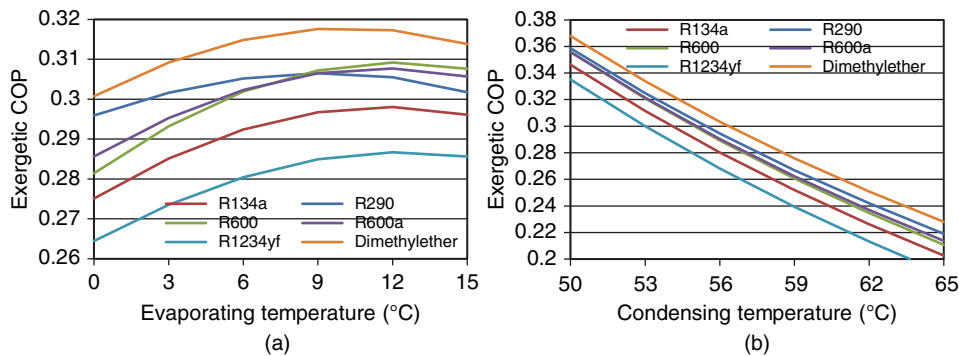 0.32
0.31
0.3
0.29
0.28
0.27
0.26
Exergetic COP
R134a
R290
R600
R600a
R1234yf
Dimethylether
0
3
6
9
12
15
Evaporating temperature (°C)
(a)
0.38
0.36
0.34
0.32
0.3
0.28
0.26
0.24
0.22
0.2
Exergetic COP
R134a
R290
R600
R600a
R1234yf
Dimethylether
50
53
56
59
62
65
Condensing temperature (°C)
(b)